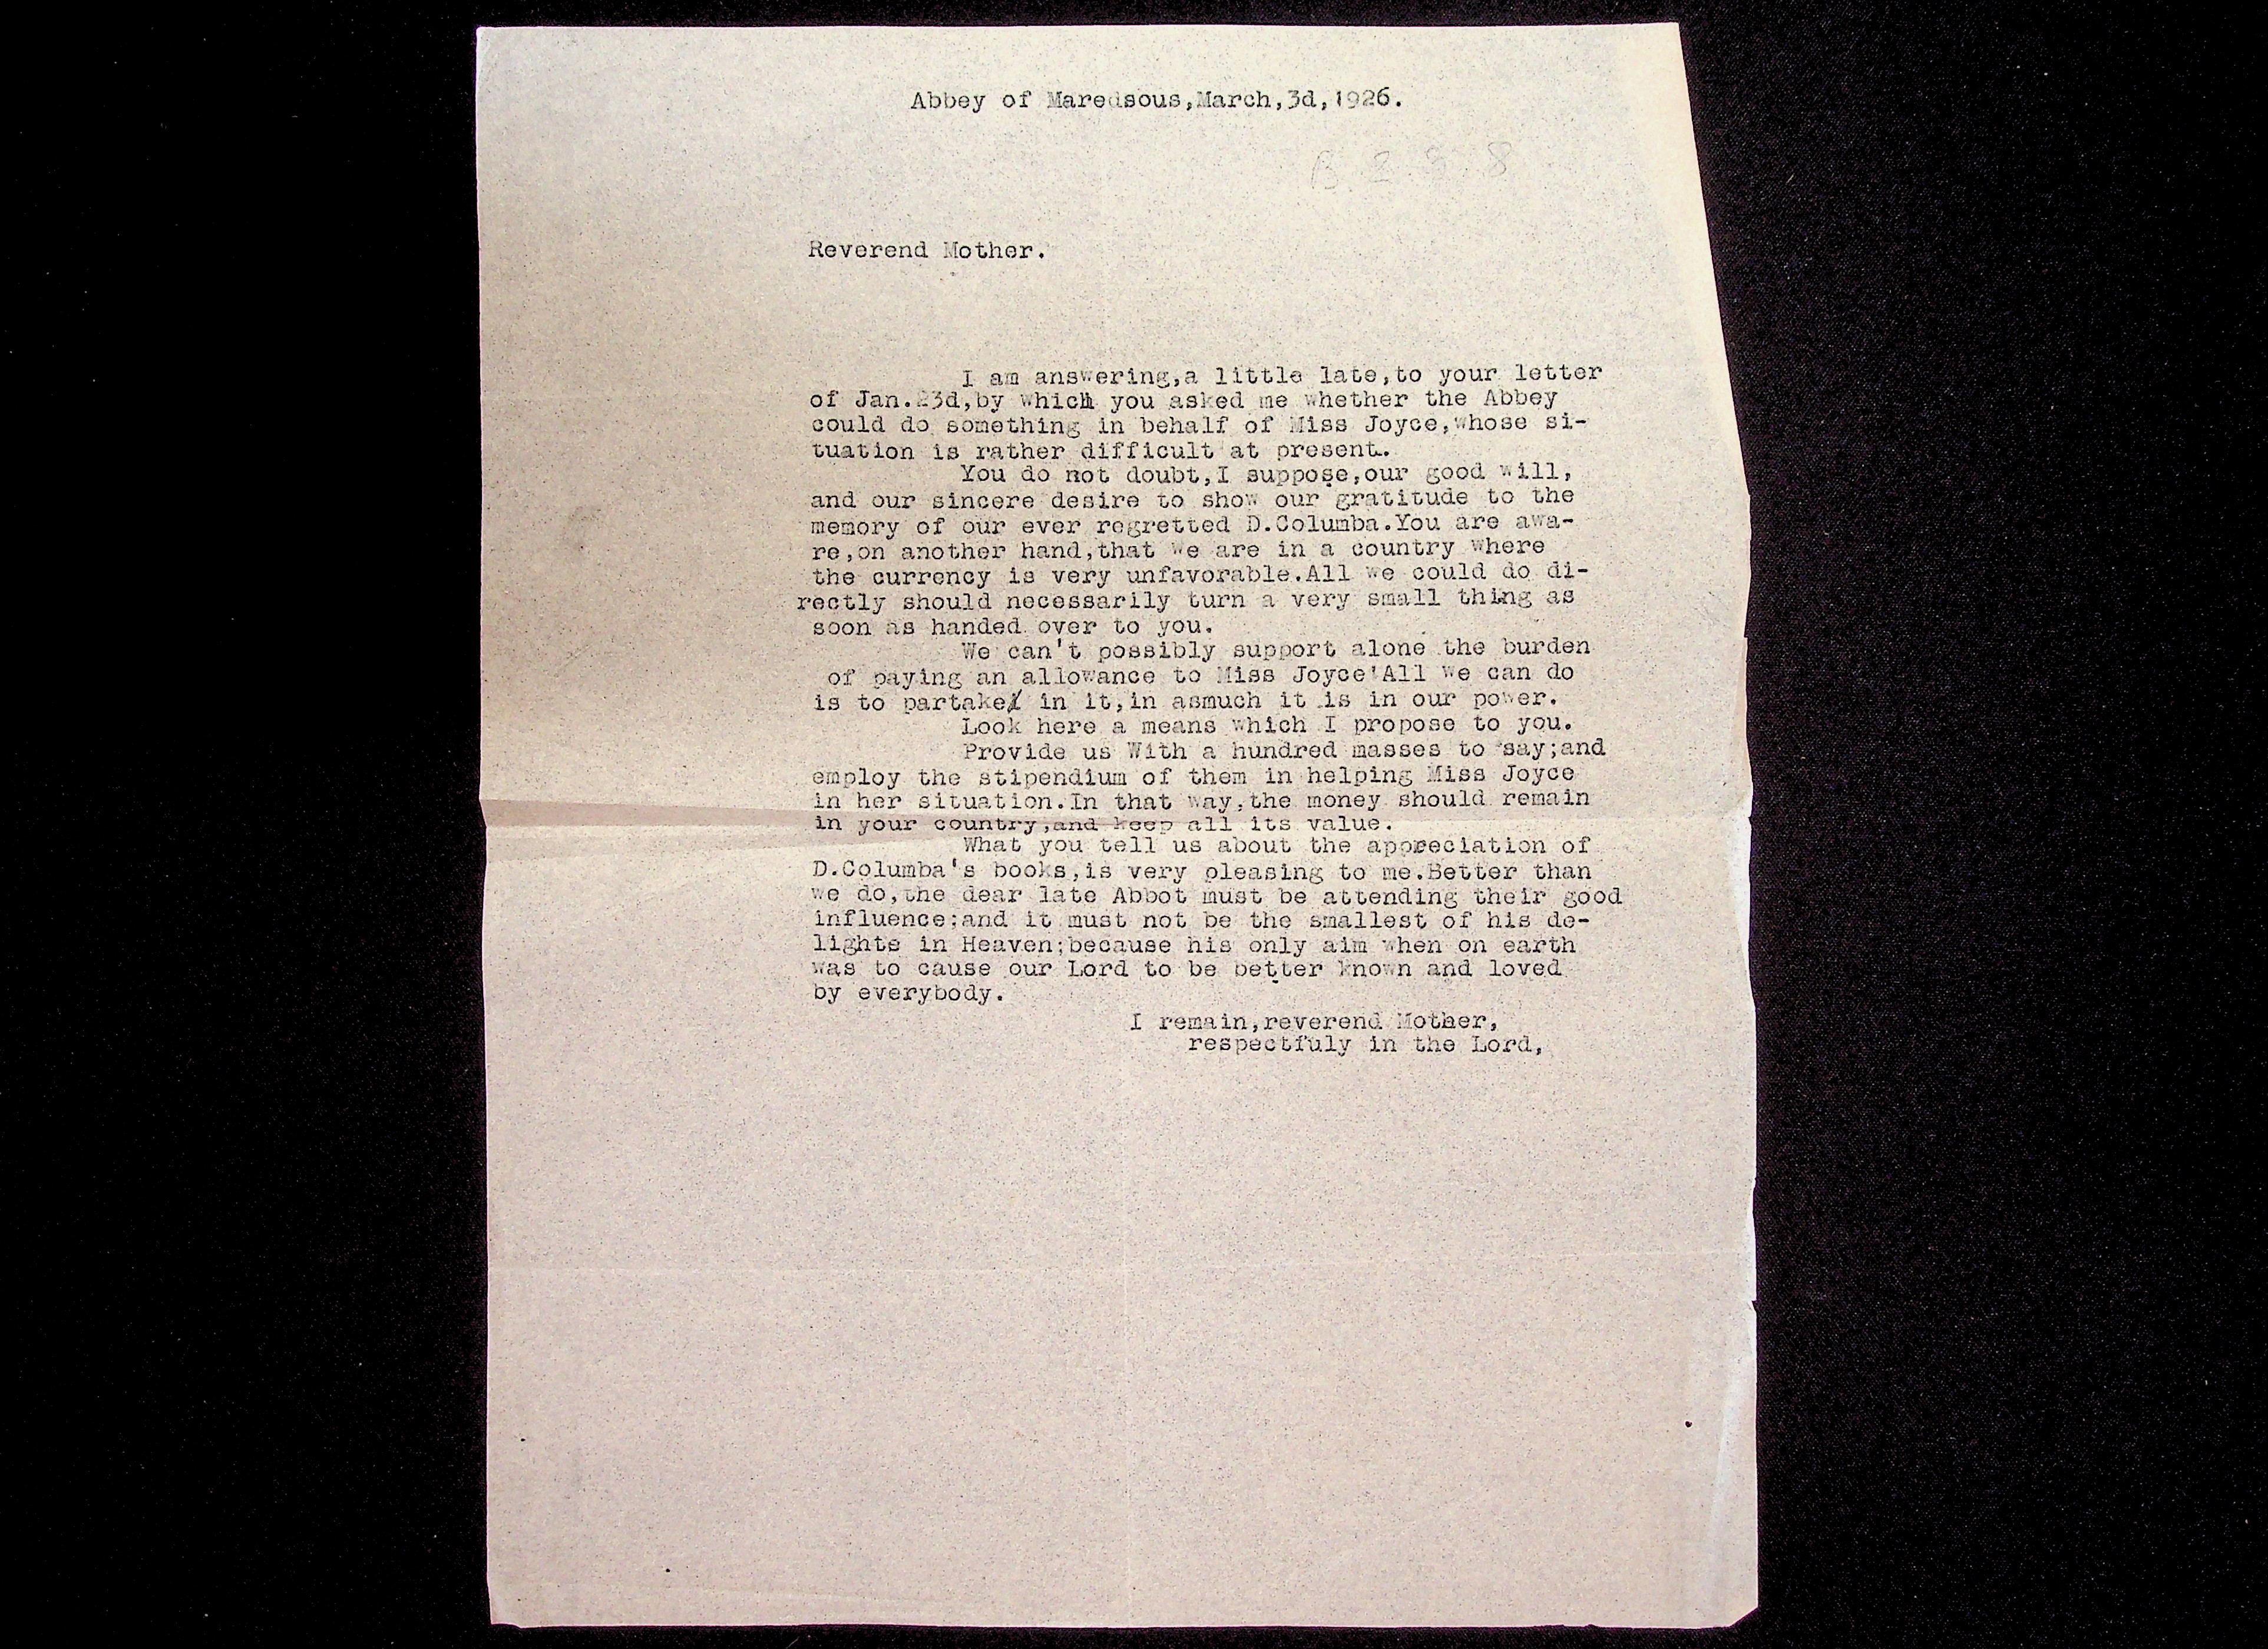 Abbey of Maredsous,March,3d,1926.
B. 2 8. 8
Reverend Mother.
I am answering,a little late,to your letter
of Jan.23d,by which you asked me whether the Abbey
could do something in behalf of Miss Joyce,whose si-
tuation is rather difficult at present.
You do not doubt,I suppose,our good will,
and our sincere desire to show our gratitude to the
memory of our ever regretted D.Columba.You are awa-
re,on another hand,that we are in a country where
the currency is very unfavorable.All we could do di-
rectly should necessarily turn a very small thing as
soon as handed over to you.
We can't possibly support alone the burden
of paying an allowance to Miss Joyce'All we can do
is to partake in it,in asmuch it is in our power.
Look here a means which I propose to you.
Provide us With a hundred masses to say;and
employ the stipendium of them in helping Miss Joyce
in her situation.In that way,the money should remain
in your country,and keep all its value.
What you tell us about the appreciation of
D.Columba's books,is very pleasing to me.Better than
we do,the dear late Abbot must be attending their good
influence;and it must not be the smallest of his de-
lights in Heaven;because his only aim when on earth
was to cause our Lord to be better known and loved
by everybody.
I remain,reverend Mother,
respectfuly in the Lord,